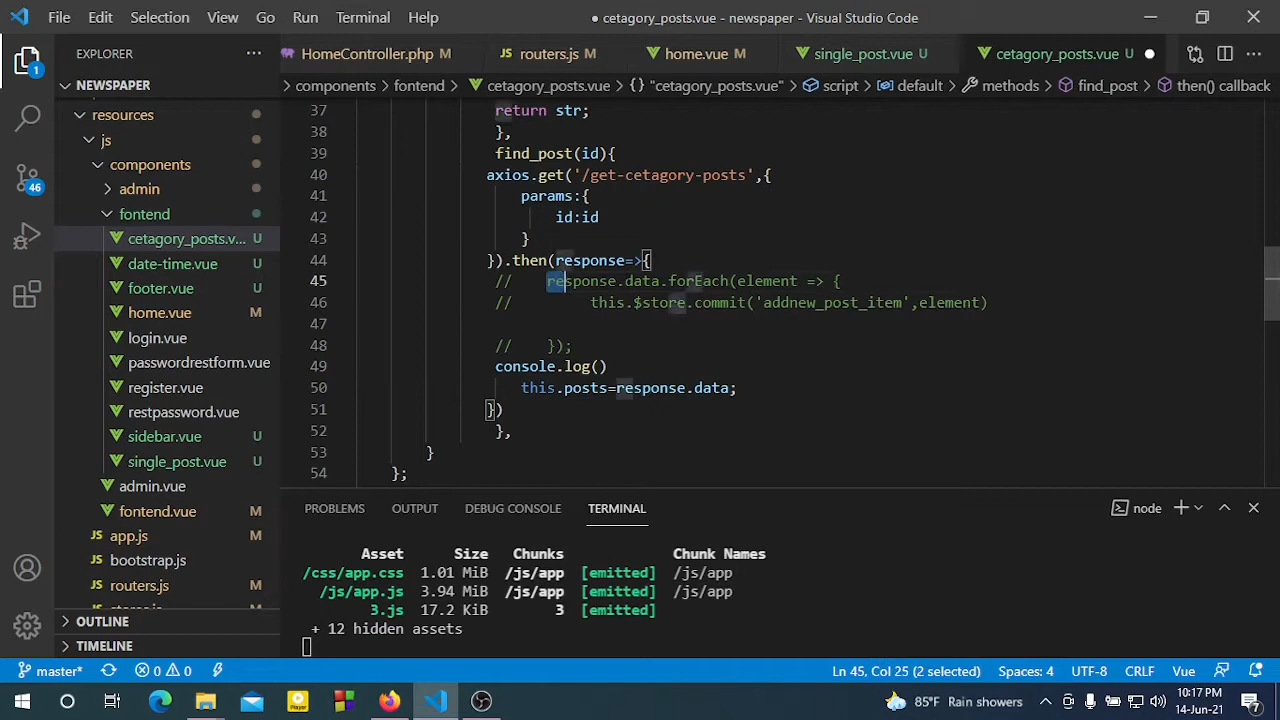 File Edit Selection View Go Run Terminal Help
● cetagory_posts.vue - newspaper - Visual Studio Code
EXPLORER
HomeController.php M
JS routers.js M
home.vue M
single_post.vue U
cetagory_posts.vue U
NEWSPAPER
components > fontend > cetagory_posts.vue > {} "cetagory_posts.vue" > script > default > methods > find_post > then() callback
resources
js
components
admin
fontend
cetagory_posts.v... U
date-time.vue U
footer.vue U
home.vue M
login.vue
passwordrestform.vue
register.vue
restpassword.vue
sidebar.vue U
single_post.vue U
admin.vue
fontend.vue M
JS app.js M
JS bootstrap.js
JS routers.js M
OUTLINE
TIMELINE
1
46
37 return str;
38 },
39 find_post(id){
40 axios.get('/get-cetagory-posts',{
41 params:{
42 id:id
43 }
44 }).then(response=>{
45 // response.data.forEach(element => {
46 // this.$store.commit('addnew_post_item',element)
47
48 // });
49 console.log()
50 this.posts=response.data;
51 })
52 },
53 }
54 };
PROBLEMS OUTPUT DEBUG CONSOLE TERMINAL
node
Asset Size Chunks Chunk Names
/css/app.css 1.01 MiB /js/app [emitted] /js/app
/js/app.js 3.94 MiB /js/app [emitted] /js/app
3.js 17.2 KiB 3 [emitted]
+ 12 hidden assets
master* 0 0 Ln 45, Col 25 (2 selected) Spaces: 4 UTF-8 CRLF Vue
Player
85°F Rain showers
10:17 PM
14-Jun-21
7